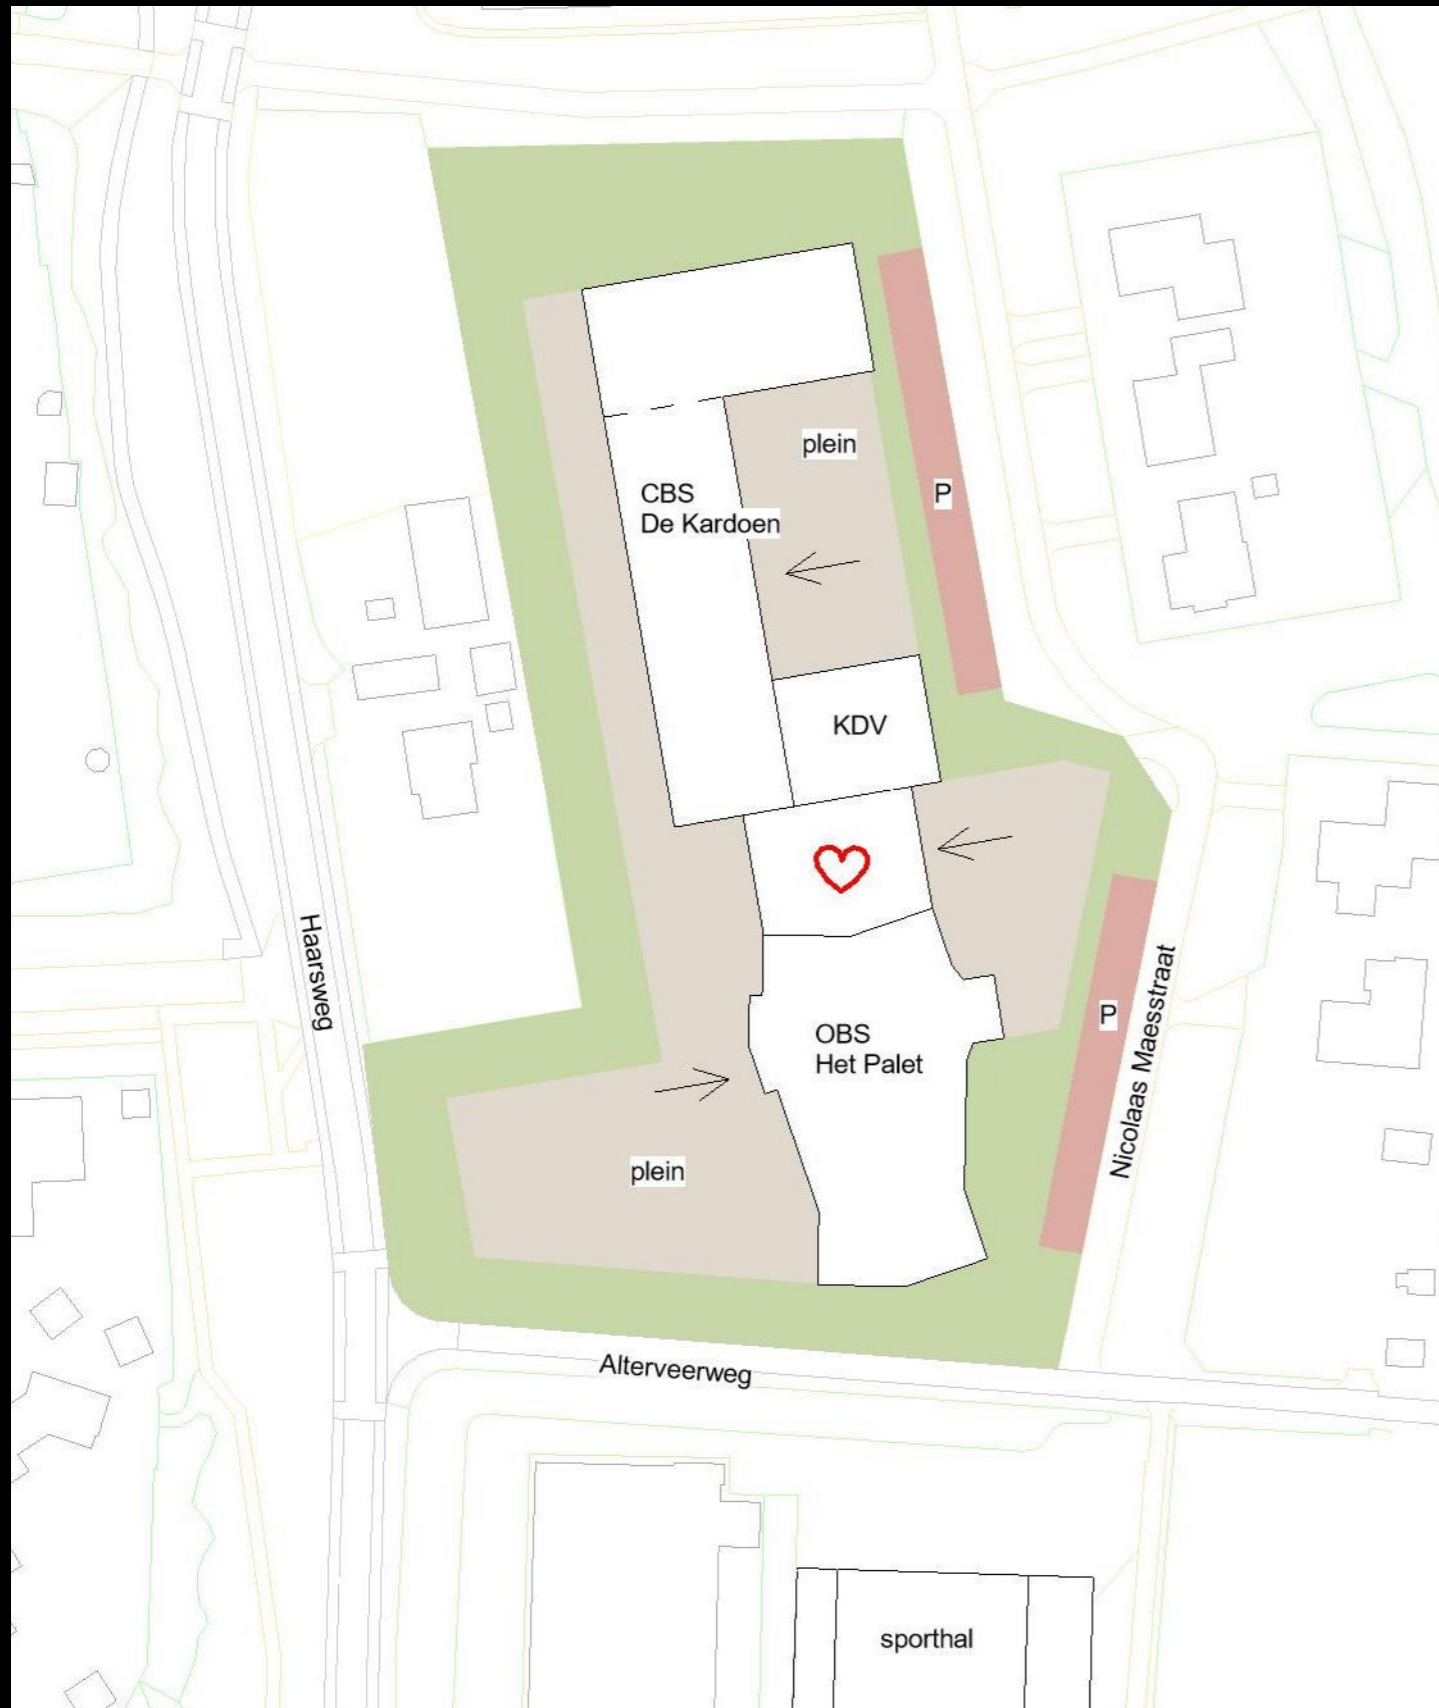 plein
P
CBS
De Kardoen
KDV
Haarsweg
OBS
Het Palet
P
Nicolaas Maesstraat
plein
Alterveerweg
sporthal